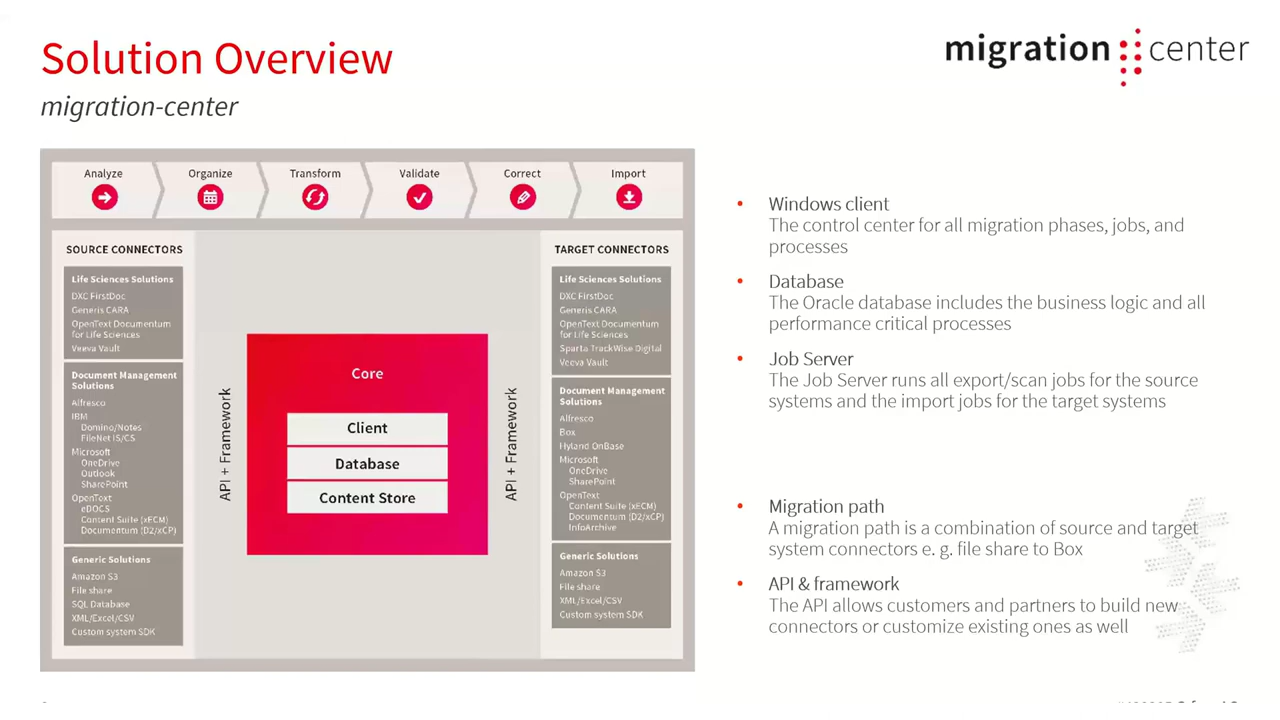 Solution Overview
migration-center
migration center
Analyze
Organize
Transform
Validate
Correct
Import
SOURCE CONNECTORS
Life Sciences Solutions
DXC FirstDoc
Generis CARA
OpenText Documentum
for Life Sciences
Veeva Vault
Document Management
Solutions
Alfresco
IBM
Domino/Notes
FileNet IS/CS
Microsoft
OneDrive
Outlook
SharePoint
OpenText
eDOCS
Content Suite (xECM)
Documentum (D2/xCP)
Generic Solutions
Amazon S3
File share
SQL Database
XML/Excel/CSV
Custom system SDK
API + Framework
Core
Client
Database
Content Store
API + Framework
TARGET CONNECTORS
Life Sciences Solutions
DXC FirstDoc
Generis CARA
OpenText Documentum
for Life Sciences
Sparta TrackWise Digital
Veeva Vault
Document Management
Solutions
Alfresco
Box
Hyland OnBase
Microsoft
OneDrive
SharePoint
OpenText
Content Suite (xECM)
Documentum (D2/xCP)
InfoArchive
Generic Solutions
Amazon S3
File share
XML/Excel/CSV
Custom system SDK
• Windows client
The control center for all migration phases, jobs, and
processes
• Database
The Oracle database includes the business logic and all
performance critical processes
• Job Server
The Job Server runs all export/scan jobs for the source
systems and the import jobs for the target systems
• Migration path
A migration path is a combination of source and target
system connectors e. g. file share to Box
• API & framework
The API allows customers and partners to build new
connectors or customize existing ones as well